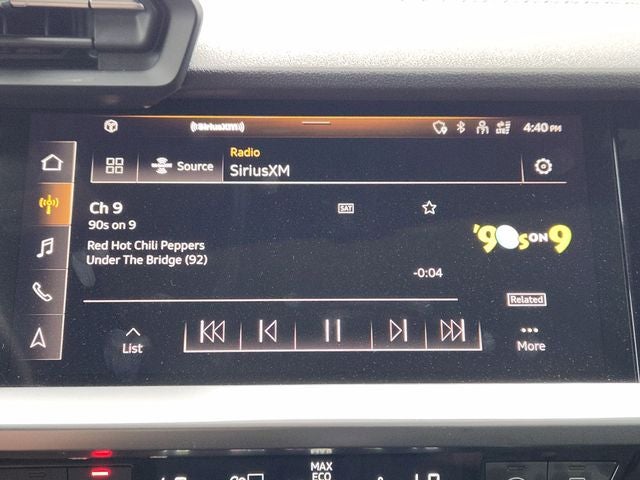 ((SiriusXM))
4:40 PM
Radio
Source
SiriusXM
Ch 9
SAT
90s on 9
'90s ON 9
Red Hot Chili Peppers
Under The Bridge (92)
-0:04
Related
List
More
MAX
ECO